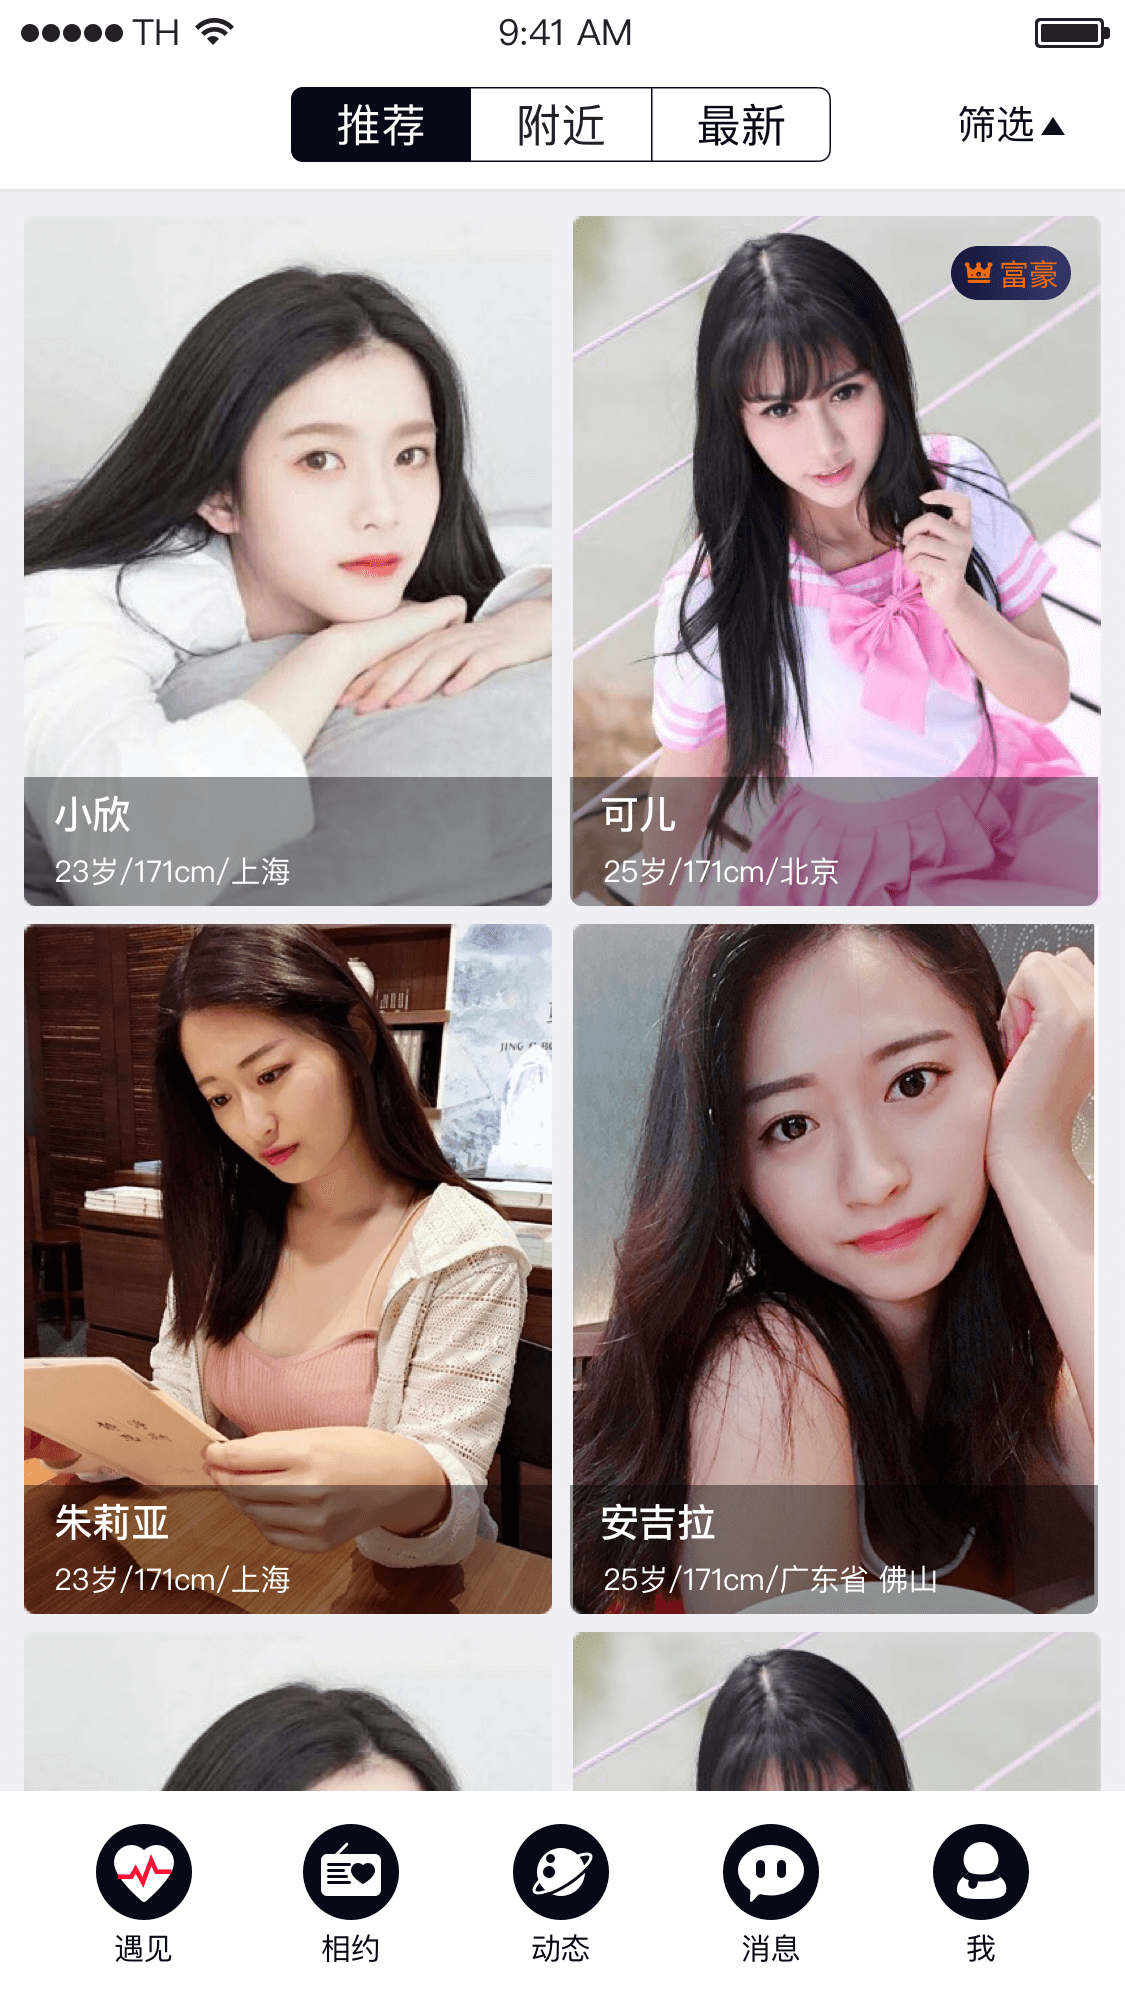 TH 9:41 AM
推荐 附近 最新 筛选
富豪
小欣
23岁/171cm/上海
可儿
25岁/171cm/北京
JING
朱莉亚
23岁/171cm/上海
安吉拉
25岁/171cm/广东省 佛山
遇见 相约 动态 消息 我